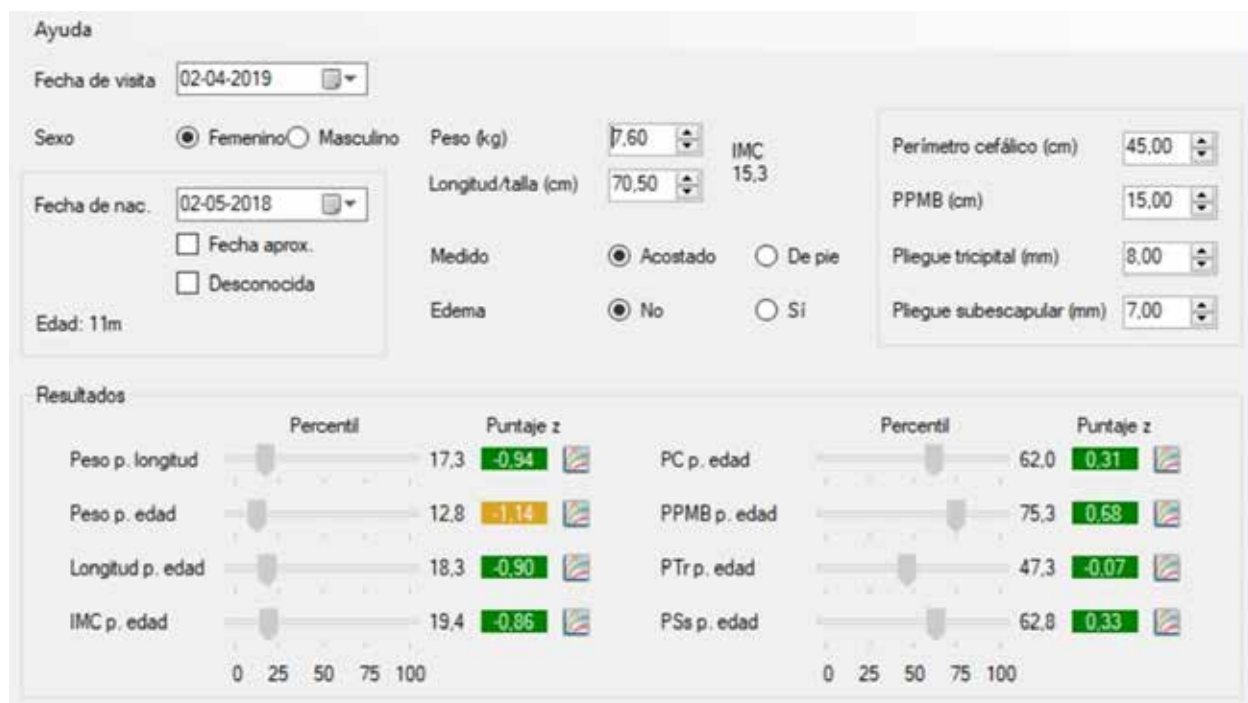 Ayuda
Fecha de visita 02-04-2019
Sexo Femenino Masculino Peso (kg) 7,60 IMC Perímetro cefálico (cm) 45,00
15,3
Fecha de nac. 02-05-2018 Longitud/talla (cm) 70,50 PPMB (cm) 15,00
Fecha aprox. Medido Acostado De pie Pliegue tricipital (mm) 8,00
Desconocida
Edad: 11m Edema No Sí Pliegue subescapular (mm) 7,00
Resultados
Percentil Puntaje z Percentil Puntaje z
Peso p. longitud 17,3 -0,94 PC p. edad 62,0 0,31
Peso p. edad 12,8 -1,14 PPMB p. edad 75,3 0,68
Longitud p. edad 18,3 -0,90 PTr p. edad 47,3 -0,07
IMC p. edad 19,4 -0,86 PSs p. edad 62,8 0,33
0 25 50 75 100 0 25 50 75 100